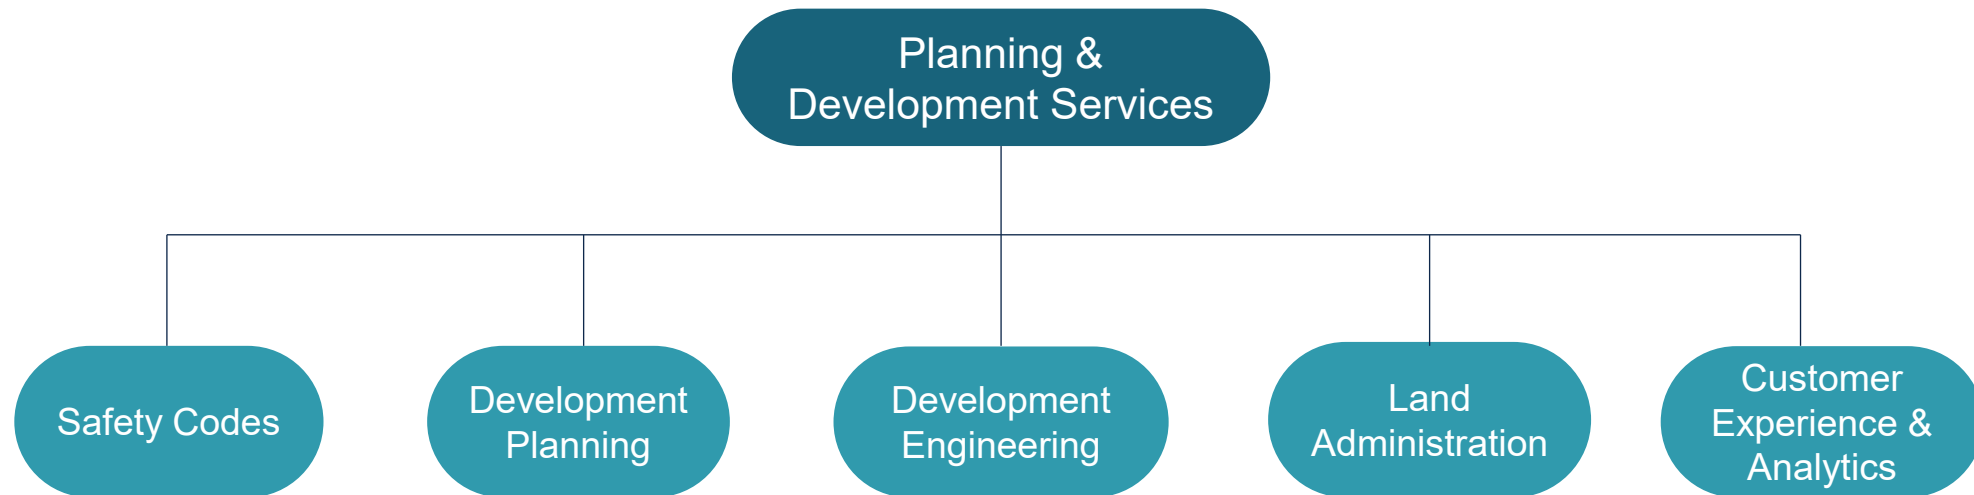 Planning &
Development Services
Safety Codes
Development
Planning
Development
Engineering
Land
Administration
Customer
Experience &
Analytics